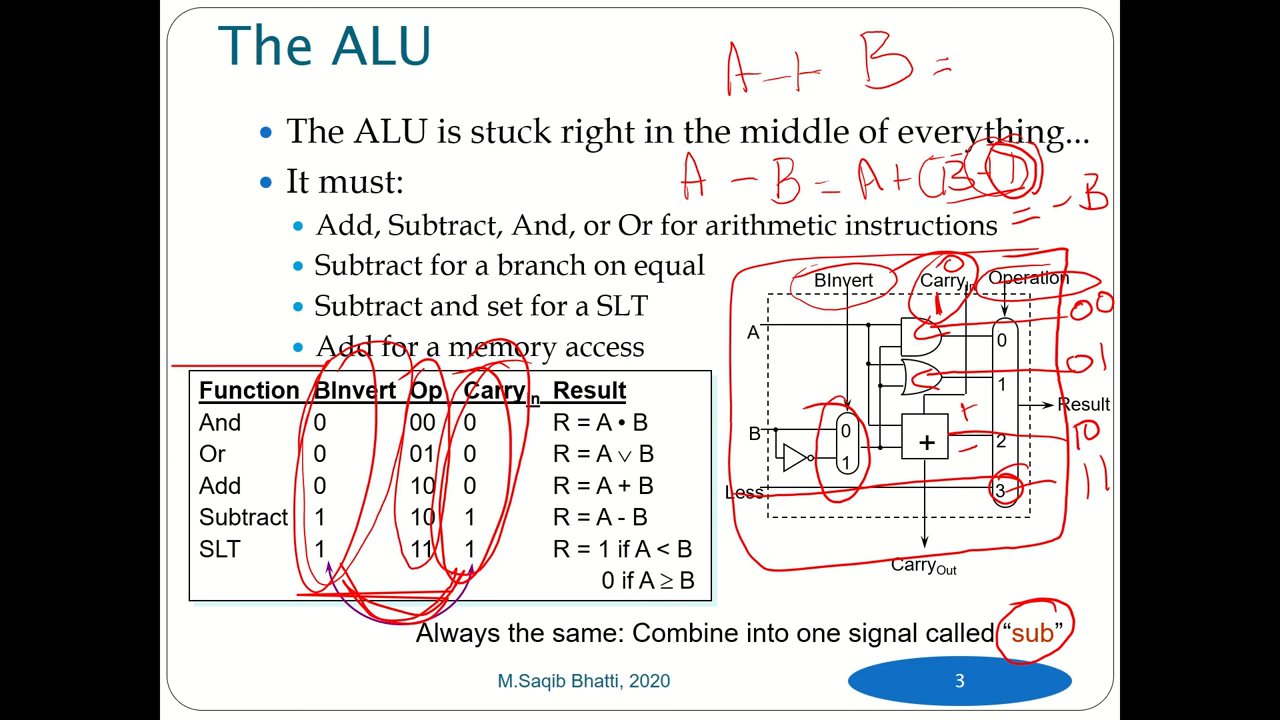 The ALU
A + B =
• The ALU is stuck right in the middle of everything...
A - B = A + (B + 1)
= -B
• It must:
• Add, Subtract, And, or Or for arithmetic instructions
• Subtract for a branch on equal
• Subtract and set for a SLT
• Add for a memory access
Function BInvert Op CarryIn Result
And 0 00 0 R = A • B
Or 0 01 0 R = A ∨ B
Add 0 10 0 R = A + B
Subtract 1 10 1 R = A - B
SLT 1 11 1 R = 1 if A < B
0 if A ≥ B
0
BInvert CarryIn Operation
1
00
A
0
01
1
Result
+
B 0
10
+ 2
-
1
Less 3
11
CarryOut
Always the same: Combine into one signal called “sub”
M.Saqib Bhatti, 2020
3